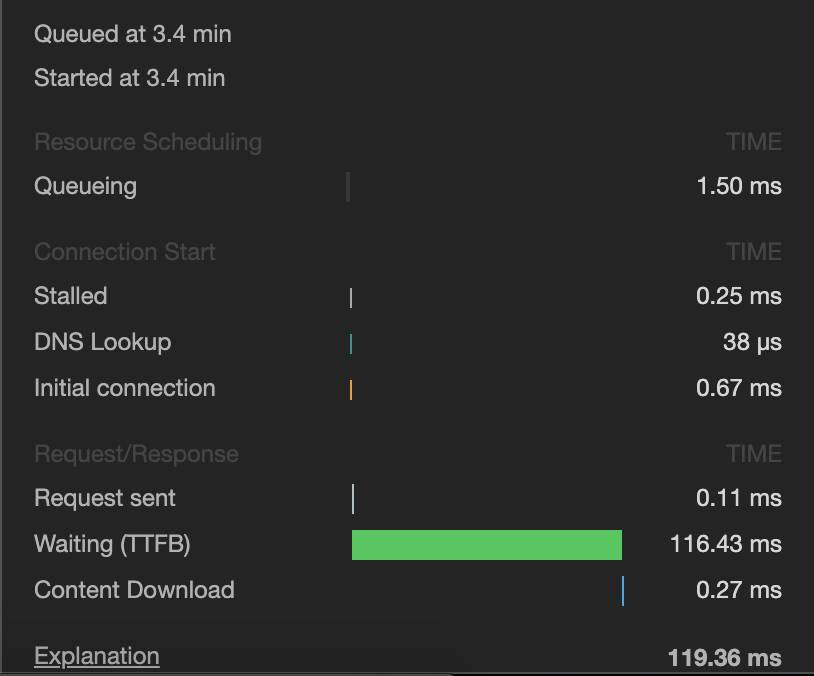 Queued at 3.4 min
Started at 3.4 min
Resource Scheduling TIME
Queueing 1.50 ms
Connection Start TIME
Stalled 0.25 ms
DNS Lookup 38 µs
Initial connection 0.67 ms
Request/Response TIME
Request sent 0.11 ms
Waiting (TTFB) 116.43 ms
Content Download 0.27 ms
Explanation 119.36 ms